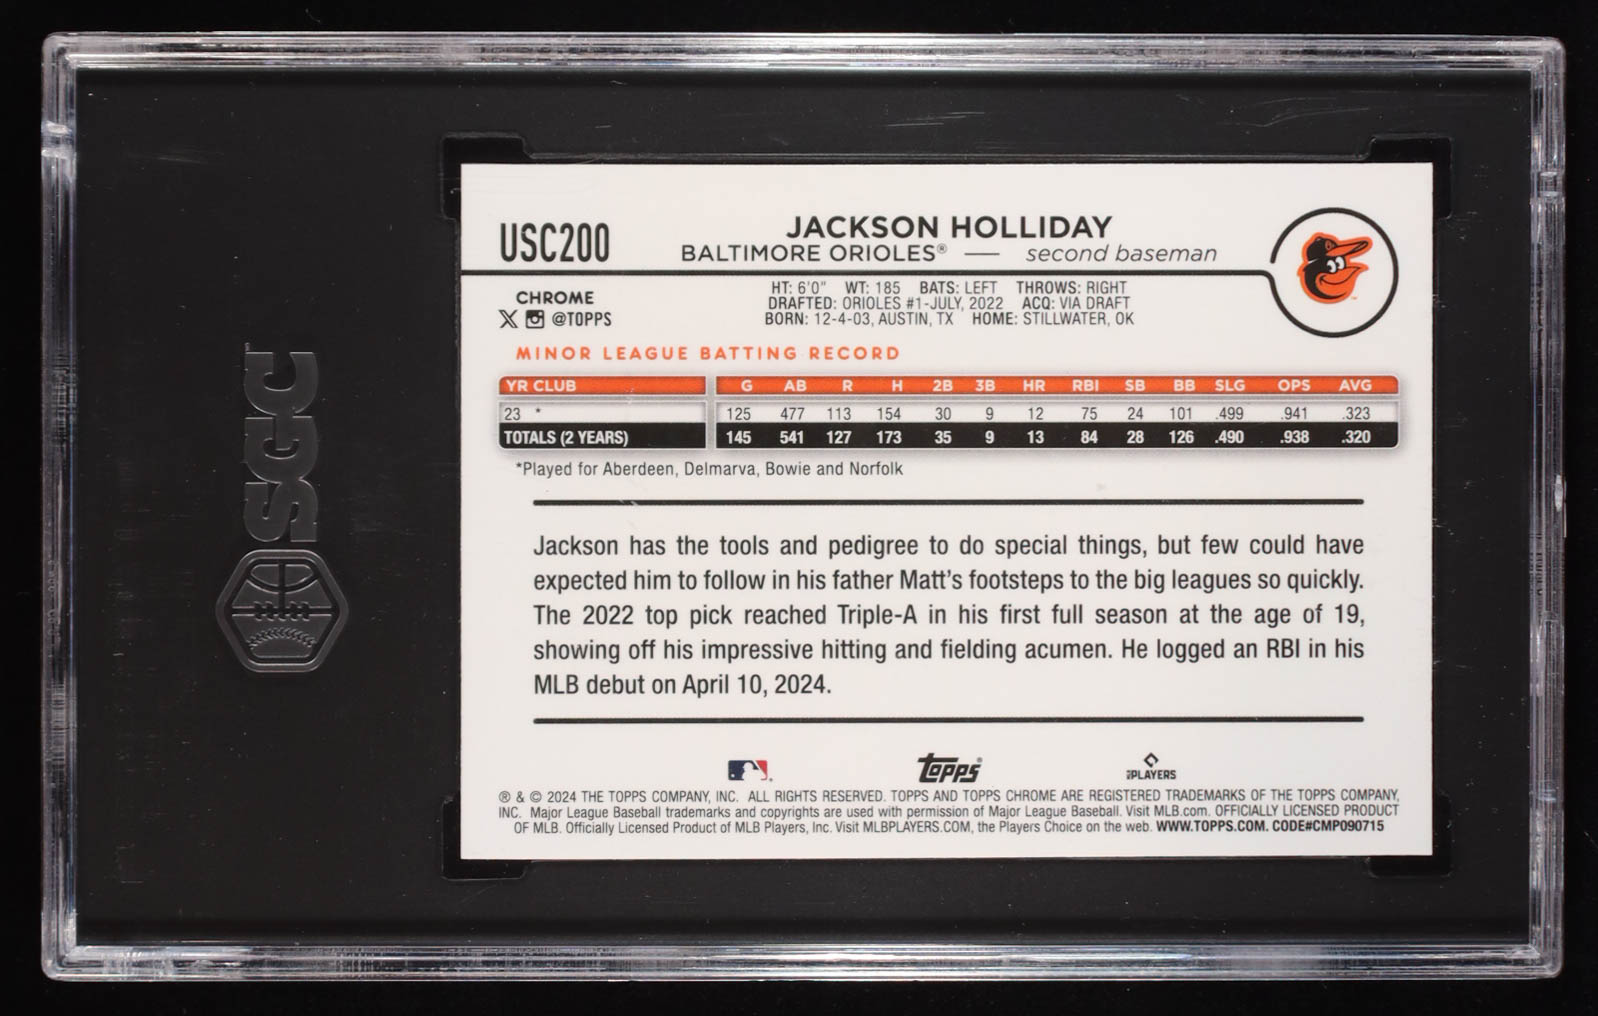 USC200
JACKSON HOLLIDAY
BALTIMORE ORIOLES® — second baseman
CHROME
X @TOPPS
HT: 6'0" WT: 185 BATS: LEFT THROWS: RIGHT
DRAFTED: ORIOLES #1-JULY, 2022 ACQ: VIA DRAFT
BORN: 12-4-03, AUSTIN, TX HOME: STILLWATER, OK
MINOR LEAGUE BATTING RECORD
YR CLUB G AB R H 2B 3B HR RBI SB BB SLG OPS AVG
23 * 125 477 113 154 30 9 12 75 24 101 .499 .941 .323
TOTALS (2 YEARS) 145 541 127 173 35 9 13 84 28 126 .490 .938 .320
*Played for Aberdeen, Delmarva, Bowie and Norfolk
Jackson has the tools and pedigree to do special things, but few could have
expected him to follow in his father Matt's footsteps to the big leagues so quickly.
The 2022 top pick reached Triple-A in his first full season at the age of 19,
showing off his impressive hitting and fielding acumen. He logged an RBI in his
MLB debut on April 10, 2024.
Topps®
PLAYERS
® & © 2024 THE TOPPS COMPANY, INC. ALL RIGHTS RESERVED. TOPPS AND TOPPS CHROME ARE REGISTERED TRADEMARKS OF THE TOPPS COMPANY,
INC. Major League Baseball trademarks and copyrights are used with permission of Major League Baseball. Visit MLB.com. OFFICIALLY LICENSED PRODUCT
OF MLB. Officially Licensed Product of MLB Players, Inc. Visit MLBPLAYERS.COM, the Players Choice on the web. WWW.TOPPS.COM. CODE#CMP090715
SGC